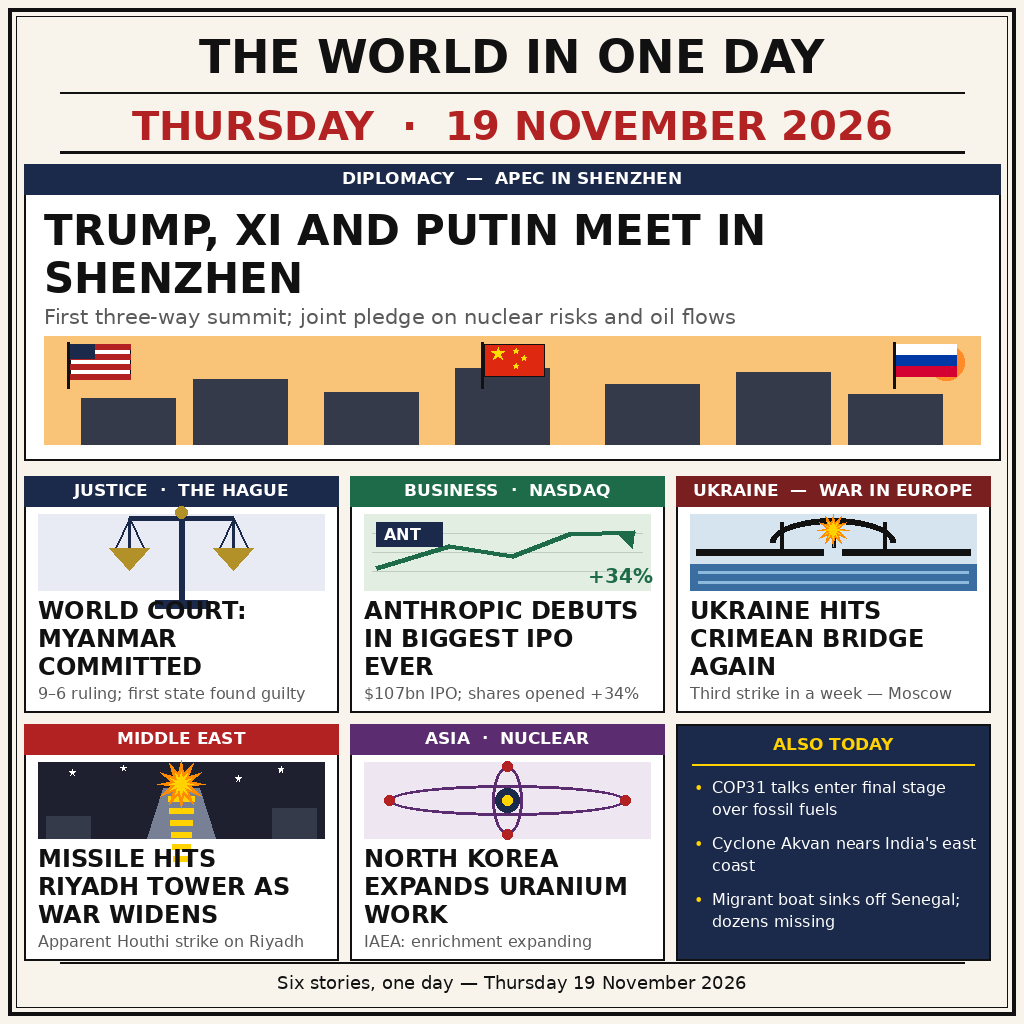 THE WORLD IN ONE DAY
THURSDAY · 19 NOVEMBER 2026
DIPLOMACY — APEC IN SHENZHEN
TRUMP, XI AND PUTIN MEET IN
SHENZHEN
First three-way summit; joint pledge on nuclear risks and oil flows
JUSTICE · THE HAGUE
WORLD COURT:
MYANMAR
COMMITTED
9–6 ruling; first state found guilty
BUSINESS · NASDAQ
ANT
+34%
ANTHROPIC DEBUTS
IN BIGGEST IPO
EVER
$107bn IPO; shares opened +34%
UKRAINE — WAR IN EUROPE
UKRAINE HITS
CRIMEAN BRIDGE
AGAIN
Third strike in a week — Moscow
MIDDLE EAST
MISSILE HITS
RIYADH TOWER AS
WAR WIDENS
Apparent Houthi strike on Riyadh
ASIA · NUCLEAR
NORTH KOREA
EXPANDS URANIUM
WORK
IAEA: enrichment expanding
ALSO TODAY
• COP31 talks enter final stage
over fossil fuels
• Cyclone Akvan nears India's east
coast
• Migrant boat sinks off Senegal;
dozens missing
Six stories, one day — Thursday 19 November 2026